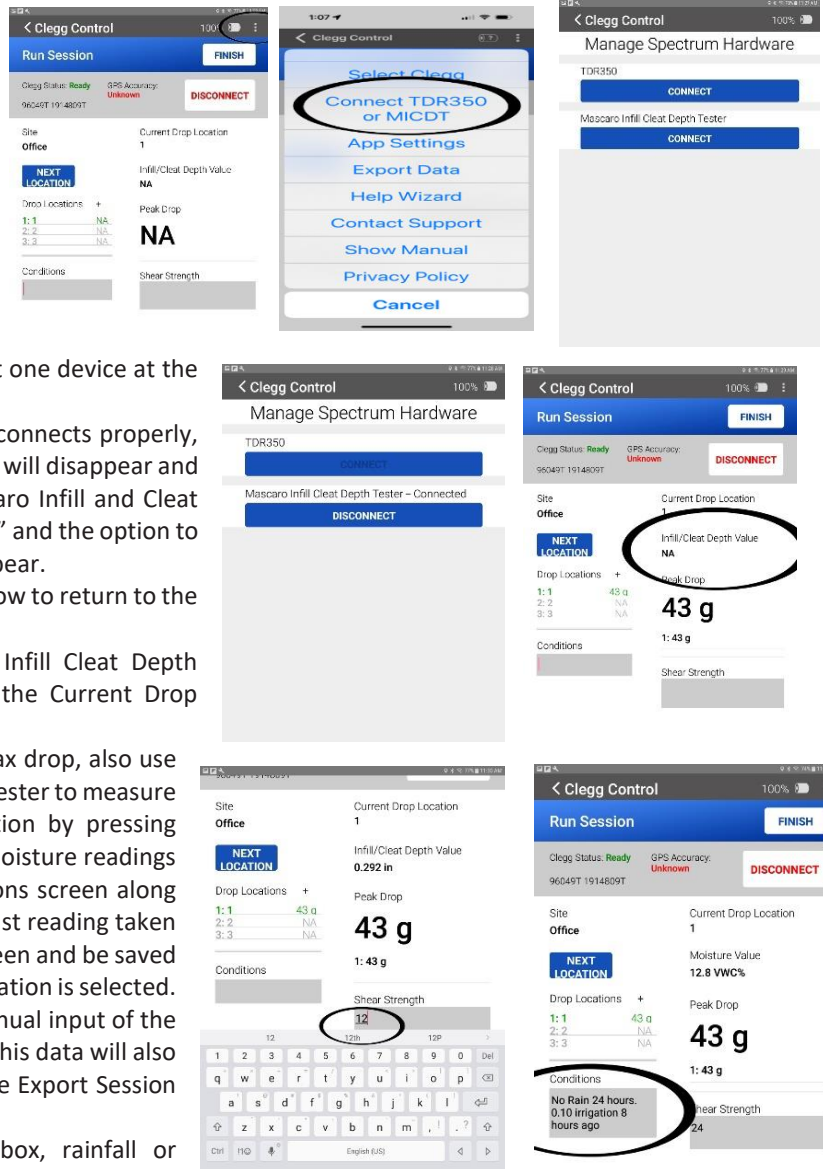 < Clegg Control 100%
Run Session FINISH
Clegg Status: Ready GPS Accuracy:
Unknown DISCONNECT
96049T 1914809T
Site Current Drop Location
Office 1
NEXT Infill/Cleat Depth Value
LOCATION NA
Drop Locations + Peak Drop
1: 1 NA
2: 2 NA
3: 3 NA
NA
Conditions Shear Strength
1:07
< Clegg Control
Select Clegg
Connect TDR350
or MICDT
App Settings
Export Data
Help Wizard
Contact Support
Show Manual
Privacy Policy
Cancel
< Clegg Control 100%
Manage Spectrum Hardware
TDR350
CONNECT
Mascaro Infill Cleat Depth Tester
CONNECT
t one device at the
connects properly,
will disappear and
aro Infill and Cleat
” and the option to
pear.
ow to return to the
Infill Cleat Depth
the Current Drop
ax drop, also use
ester to measure
tion by pressing
oisture readings
ons screen along
st reading taken
een and be saved
ation is selected.
nual input of the
his data will also
e Export Session
box, rainfall or
< Clegg Control 100%
Manage Spectrum Hardware
TDR350
CONNECT
Mascaro Infill Cleat Depth Tester – Connected
DISCONNECT
< Clegg Control 100%
Run Session FINISH
Clegg Status: Ready GPS Accuracy:
Unknown DISCONNECT
96049T 1914809T
Site Current Drop Location
Office 1
NEXT Infill/Cleat Depth Value
LOCATION NA
Drop Locations + Peak Drop
1: 1 43 g
2: 2 NA
3: 3 NA
43 g
1: 43 g
Conditions
Shear Strength
96049T 1914809T
Site Current Drop Location
Office 1
NEXT Infill/Cleat Depth Value
LOCATION 0.292 in
Drop Locations + Peak Drop
1: 1 43 g
2: 2 NA
3: 3 NA
43 g
1: 43 g
Conditions
Shear Strength
12
12 12th 12P
1 2 3 4 5 6 7 8 9 0 Del
q w e r t y u i o p
a s d f g h j k l
z x c v b n m , ! . ?
Ctrl !1☺ English (US)
< Clegg Control 100%
Run Session FINISH
Clegg Status: Ready GPS Accuracy:
Unknown DISCONNECT
96049T 1914809T
Site Current Drop Location
Office 1
NEXT Moisture Value
LOCATION 12.8 VWC%
Drop Locations + Peak Drop
1: 1 43 g
2: 2 NA
3: 3 NA
43 g
1: 43 g
Conditions
No Rain 24 hours.
0.10 irrigation 8
hours ago
Shear Strength
24